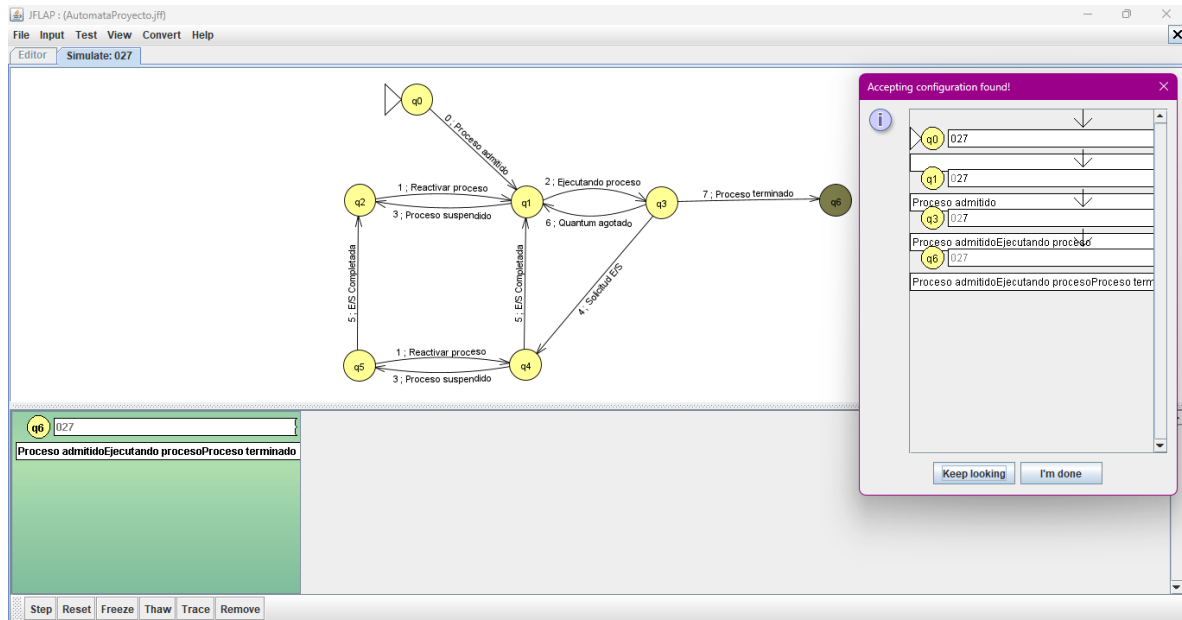 JFLAP : (AutomataProyecto.jff)
File Input Test View Convert Help
Editor Simulate: 027
q0
0 ; Proceso admitido
q2
1 ; Reactivar proceso
3 ; Proceso suspendido
q1
2 ; Ejecutando proceso
6 ; Quantum agotado
q3
7 ; Proceso terminado
q6
5 ; E/S Completada
5 ; E/S Completada
4 ; Solicitud E/S
q5
1 ; Reactivar proceso
3 ; Proceso suspendido
q4
Accepting configuration found!
i
q0 027
q1 027
Proceso admitido
q3 027
Proceso admitidoEjecutando proceso
q6 027
Proceso admitidoEjecutando procesoProceso term
Keep looking I'm done
q6 027
Proceso admitidoEjecutando procesoProceso terminado
Step Reset Freeze Thaw Trace Remove